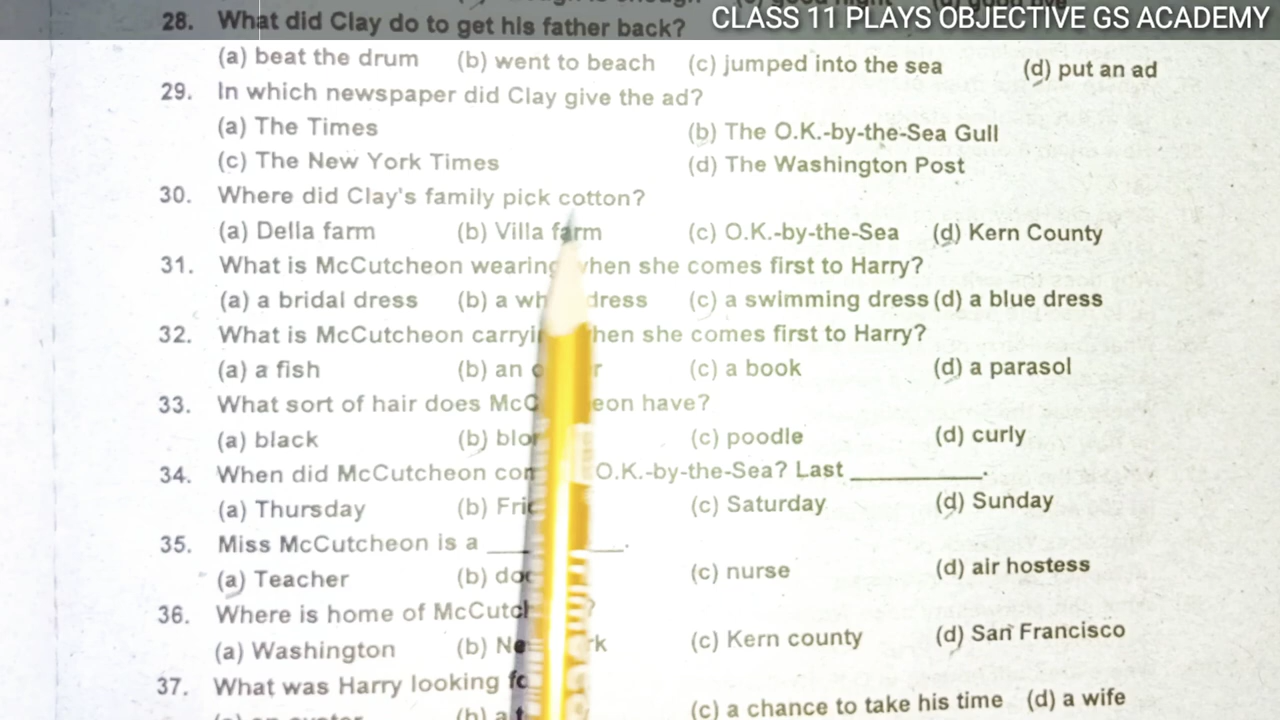 CLASS 11 PLAYS OBJECTIVE GS ACADEMY
28. What did Clay do to get his father back?
(a) beat the drum (b) went to beach (c) jumped into the sea (d) put an ad
29. In which newspaper did Clay give the ad?
(a) The Times (b) The O.K.-by-the-Sea Gull
(c) The New York Times (d) The Washington Post
30. Where did Clay's family pick cotton?
(a) Della farm (b) Villa farm (c) O.K.-by-the-Sea (d) Kern County
31. What is McCutcheon wearing when she comes first to Harry?
(a) a bridal dress (b) a dress (c) a swimming dress (d) a blue dress
32. What is McCutcheon when she comes first to Harry?
(a) a fish (b) an (c) a book (d) a parasol
33. What sort of hair does have?
(a) black (b) (c) poodle (d) curly
34. When did McCutcheon O.K.-by-the-Sea? Last ________.
(a) Thursday (b) (c) Saturday (d) Sunday
35. Miss McCutcheon is a ________.
(a) Teacher (b) (c) nurse (d) air hostess
36. Where is home of ?
(a) Washington (b) (c) Kern county (d) San Francisco
37. What was Harry looking
(c) a chance to take his time (d) a wife